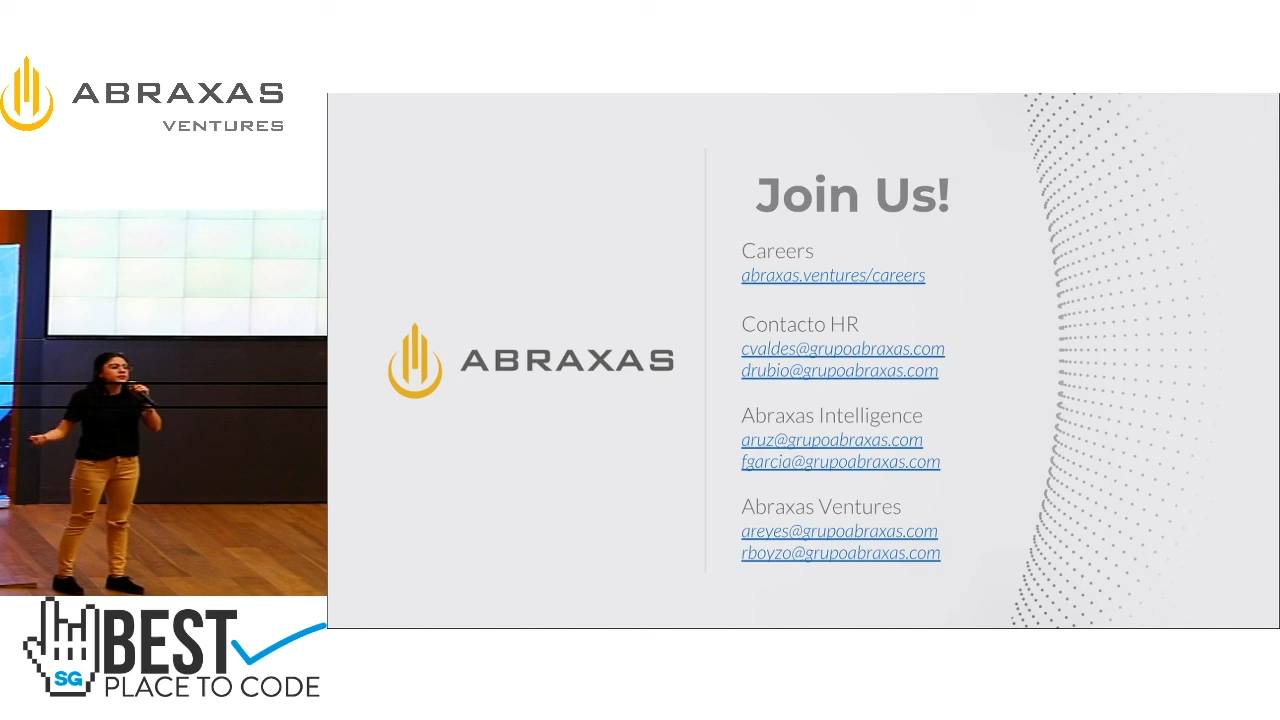 ABRAXAS
VENTURES
Join Us!
Careers
abraxas.ventures/careers
Contacto HR
cvaldes@grupoabraxas.com
drubio@grupoabraxas.com
ABRAXAS
Abraxas Intelligence
aruz@grupoabraxas.com
fgarcia@grupoabraxas.com
Abraxas Ventures
areyes@grupoabraxas.com
rboyzo@grupoabraxas.com
SG
BEST
PLACE TO CODE